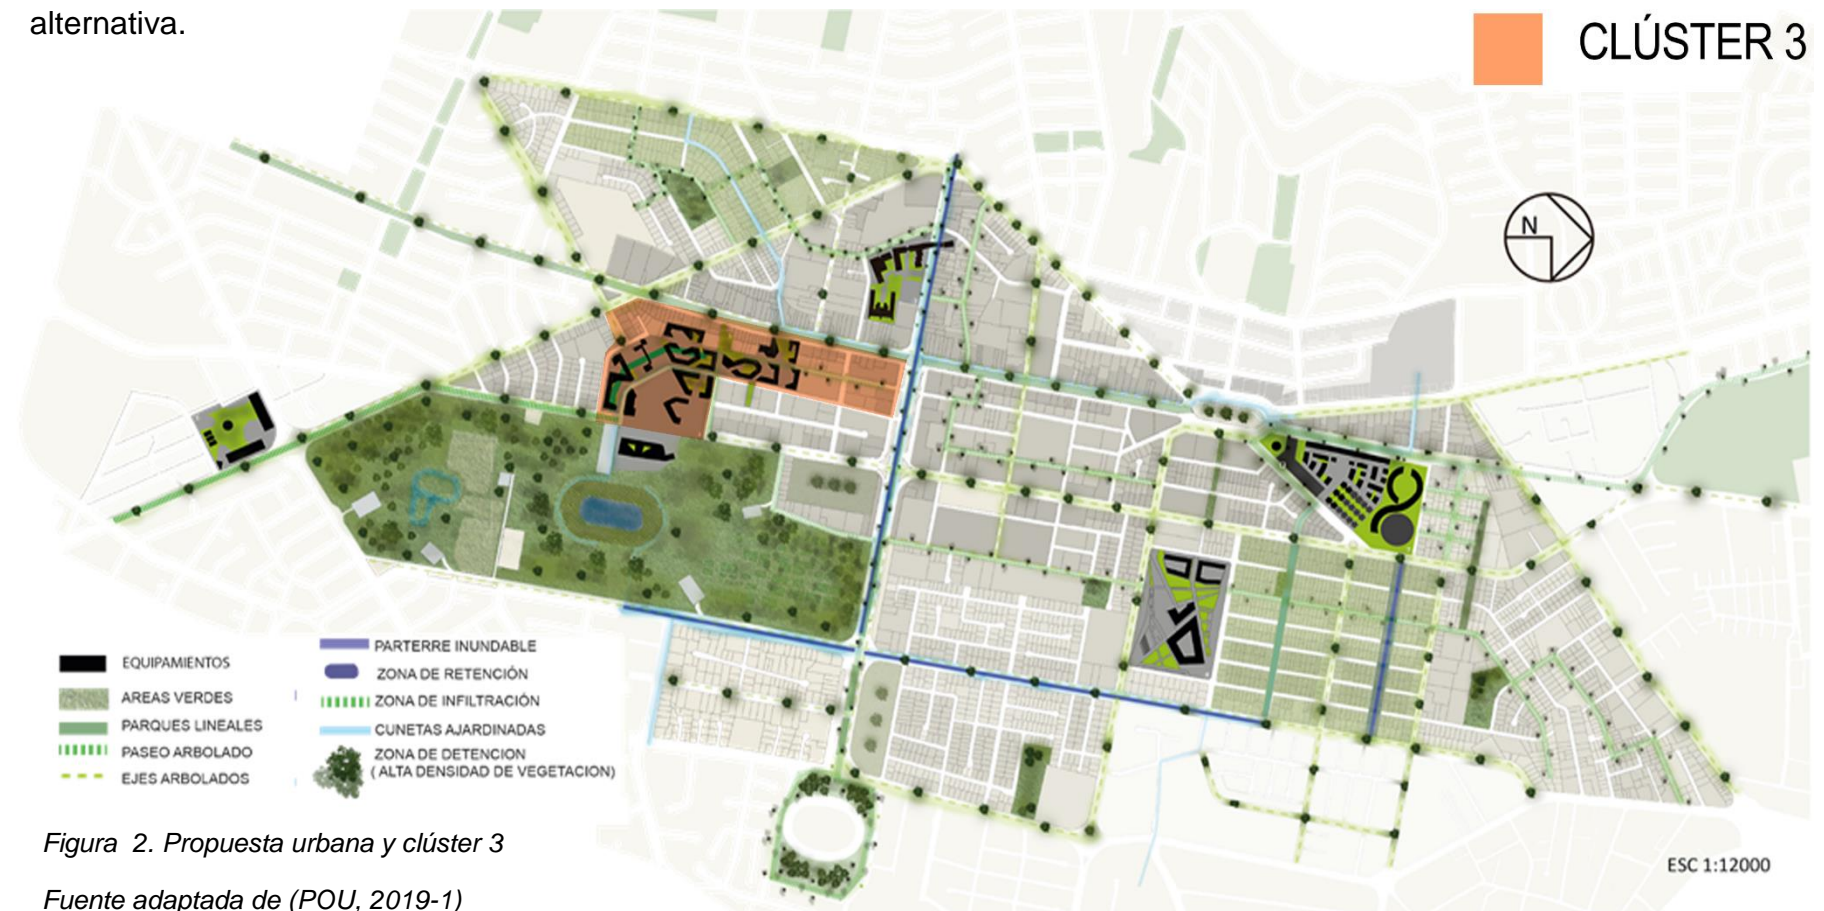 alternativa.
CLÚSTER 3
N
EQUIPAMIENTOS
AREAS VERDES
PARQUES LINEALES
PASEO ARBOLADO
EJES ARBOLADOS
PARTERRE INUNDABLE
ZONA DE RETENCIÓN
ZONA DE INFILTRACIÓN
CUNETAS AJARDINADAS
ZONA DE DETENCION
( ALTA DENSIDAD DE VEGETACION)
ESC 1:12000
Figura 2. Propuesta urbana y clúster 3
Fuente adaptada de (POU, 2019-1)